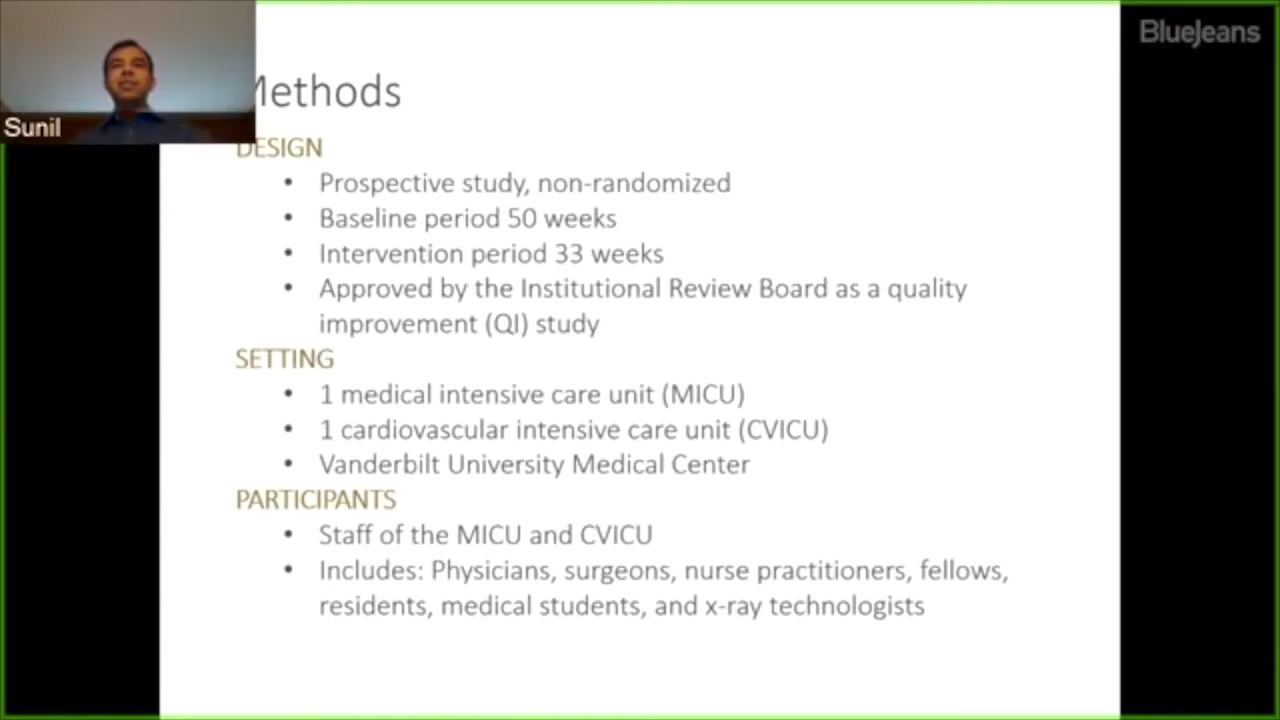 BlueJeans
Sunil
Methods
DESIGN
• Prospective study, non-randomized
• Baseline period 50 weeks
• Intervention period 33 weeks
• Approved by the Institutional Review Board as a quality
improvement (QI) study
SETTING
• 1 medical intensive care unit (MICU)
• 1 cardiovascular intensive care unit (CVICU)
• Vanderbilt University Medical Center
PARTICIPANTS
• Staff of the MICU and CVICU
• Includes: Physicians, surgeons, nurse practitioners, fellows,
residents, medical students, and x-ray technologists